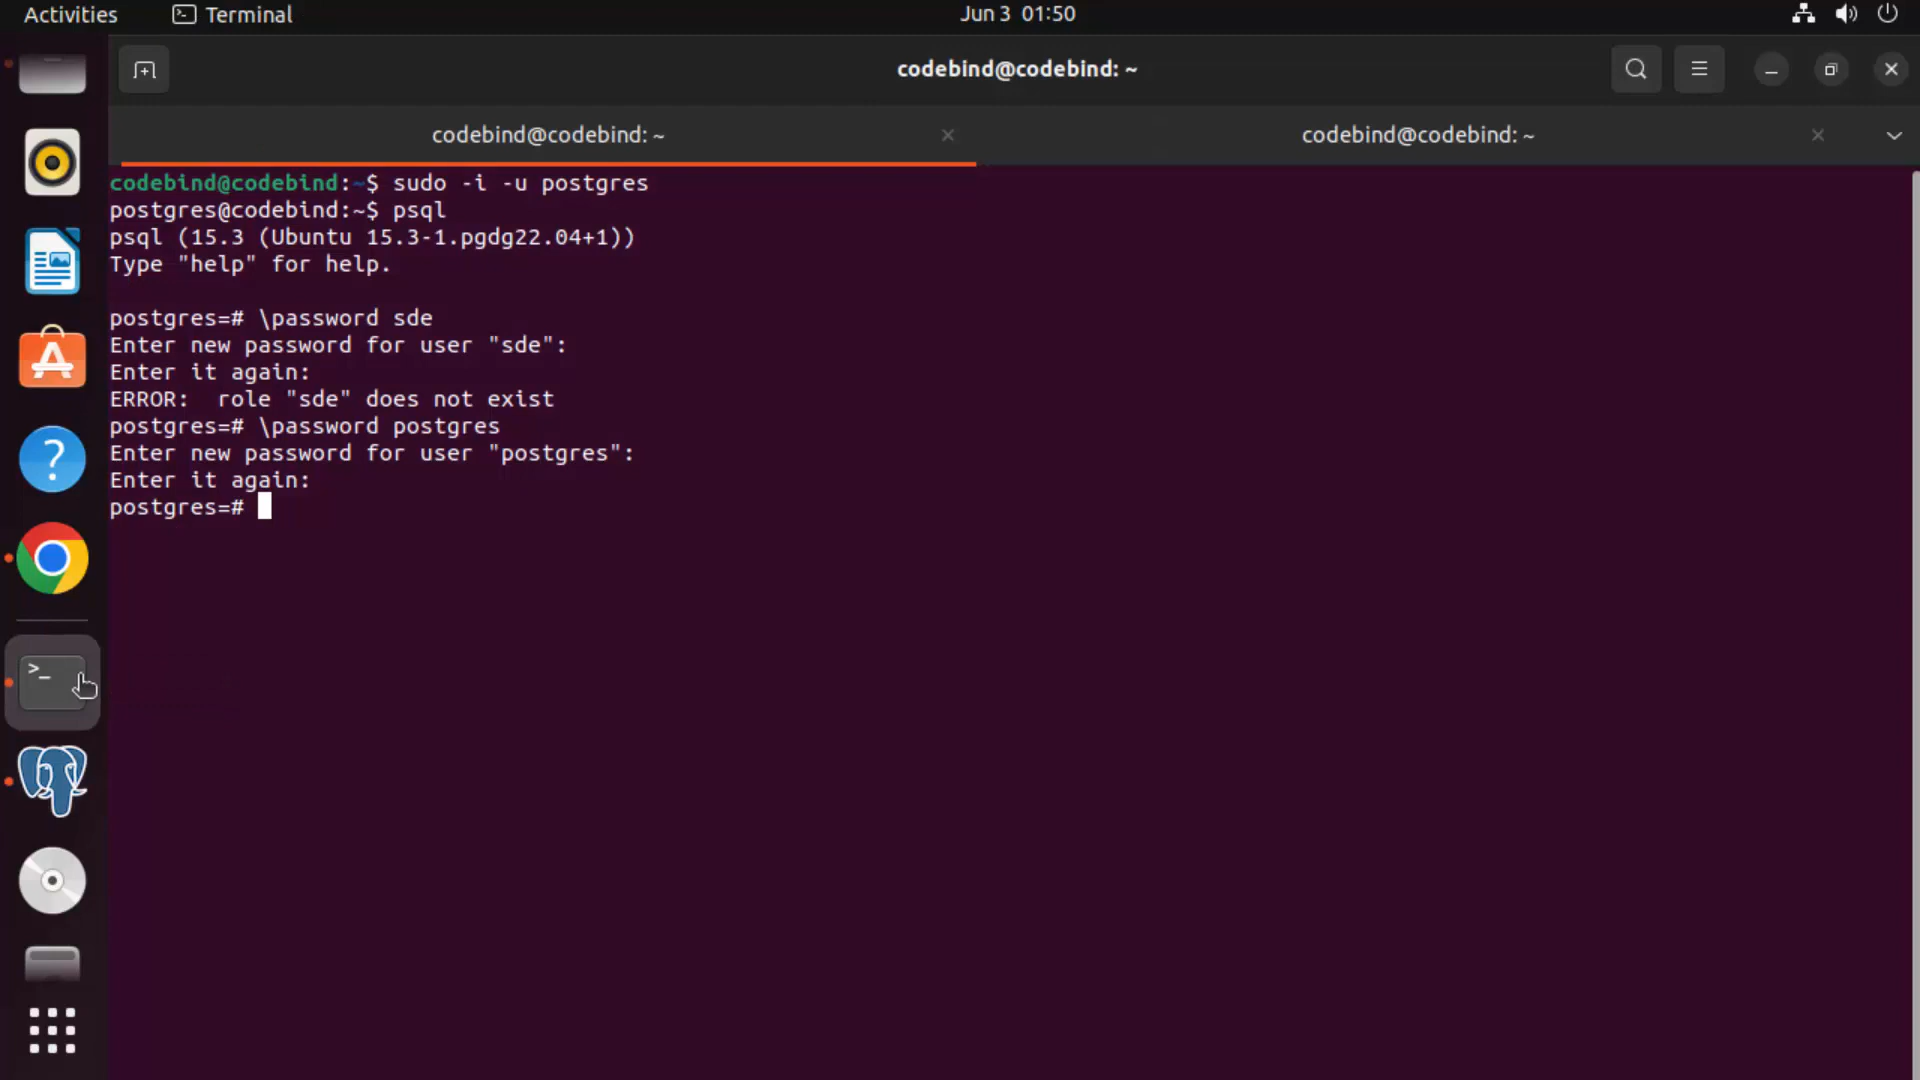 Activities
Terminal
Jun 3 01:50
codebind@codebind: ~
codebind@codebind: ~
codebind@codebind: ~
codebind@codebind:~$ sudo -i -u postgres
postgres@codebind:~$ psql
psql (15.3 (Ubuntu 15.3-1.pgdg22.04+1))
Type "help" for help.
postgres=# \password sde
Enter new password for user "sde":
Enter it again:
ERROR:  role "sde" does not exist
postgres=# \password postgres
Enter new password for user "postgres":
Enter it again:
postgres=#